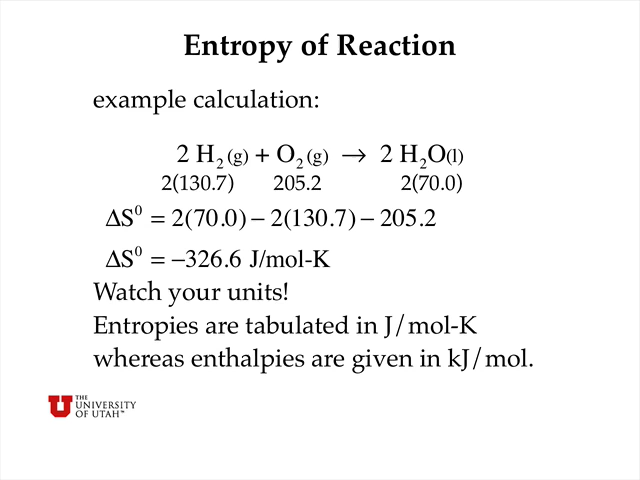 Entropy of Reaction
example calculation:
2 H₂(g) + O₂(g) → 2 H₂O(l)
2(130.7) 205.2 2(70.0)
ΔS⁰ = 2(70.0) – 2(130.7) – 205.2
ΔS⁰ = –326.6 J/mol-K
Watch your units!
Entropies are tabulated in J/mol-K
whereas enthalpies are given in kJ/mol.
U THE
UNIVERSITY
OF UTAH™